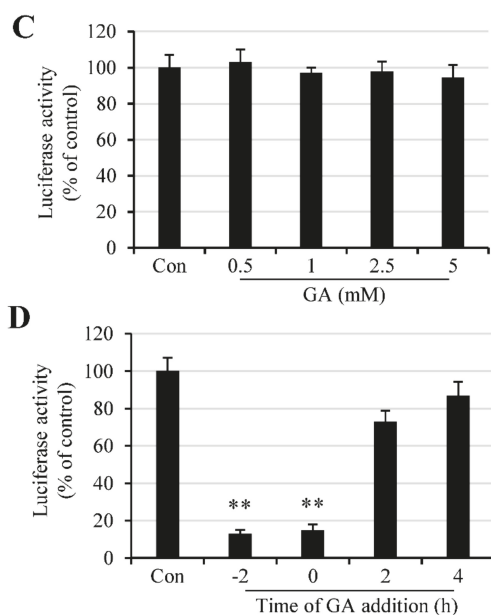 C
Luciferase activity
(% of control)
120
100
80
60
40
20
0
Con 0.5 1 2.5 5
GA (mM)
D
Luciferase activity
(% of control)
120
100
80
60
40
20
0
** **
Con -2 0 2 4
Time of GA addition (h)